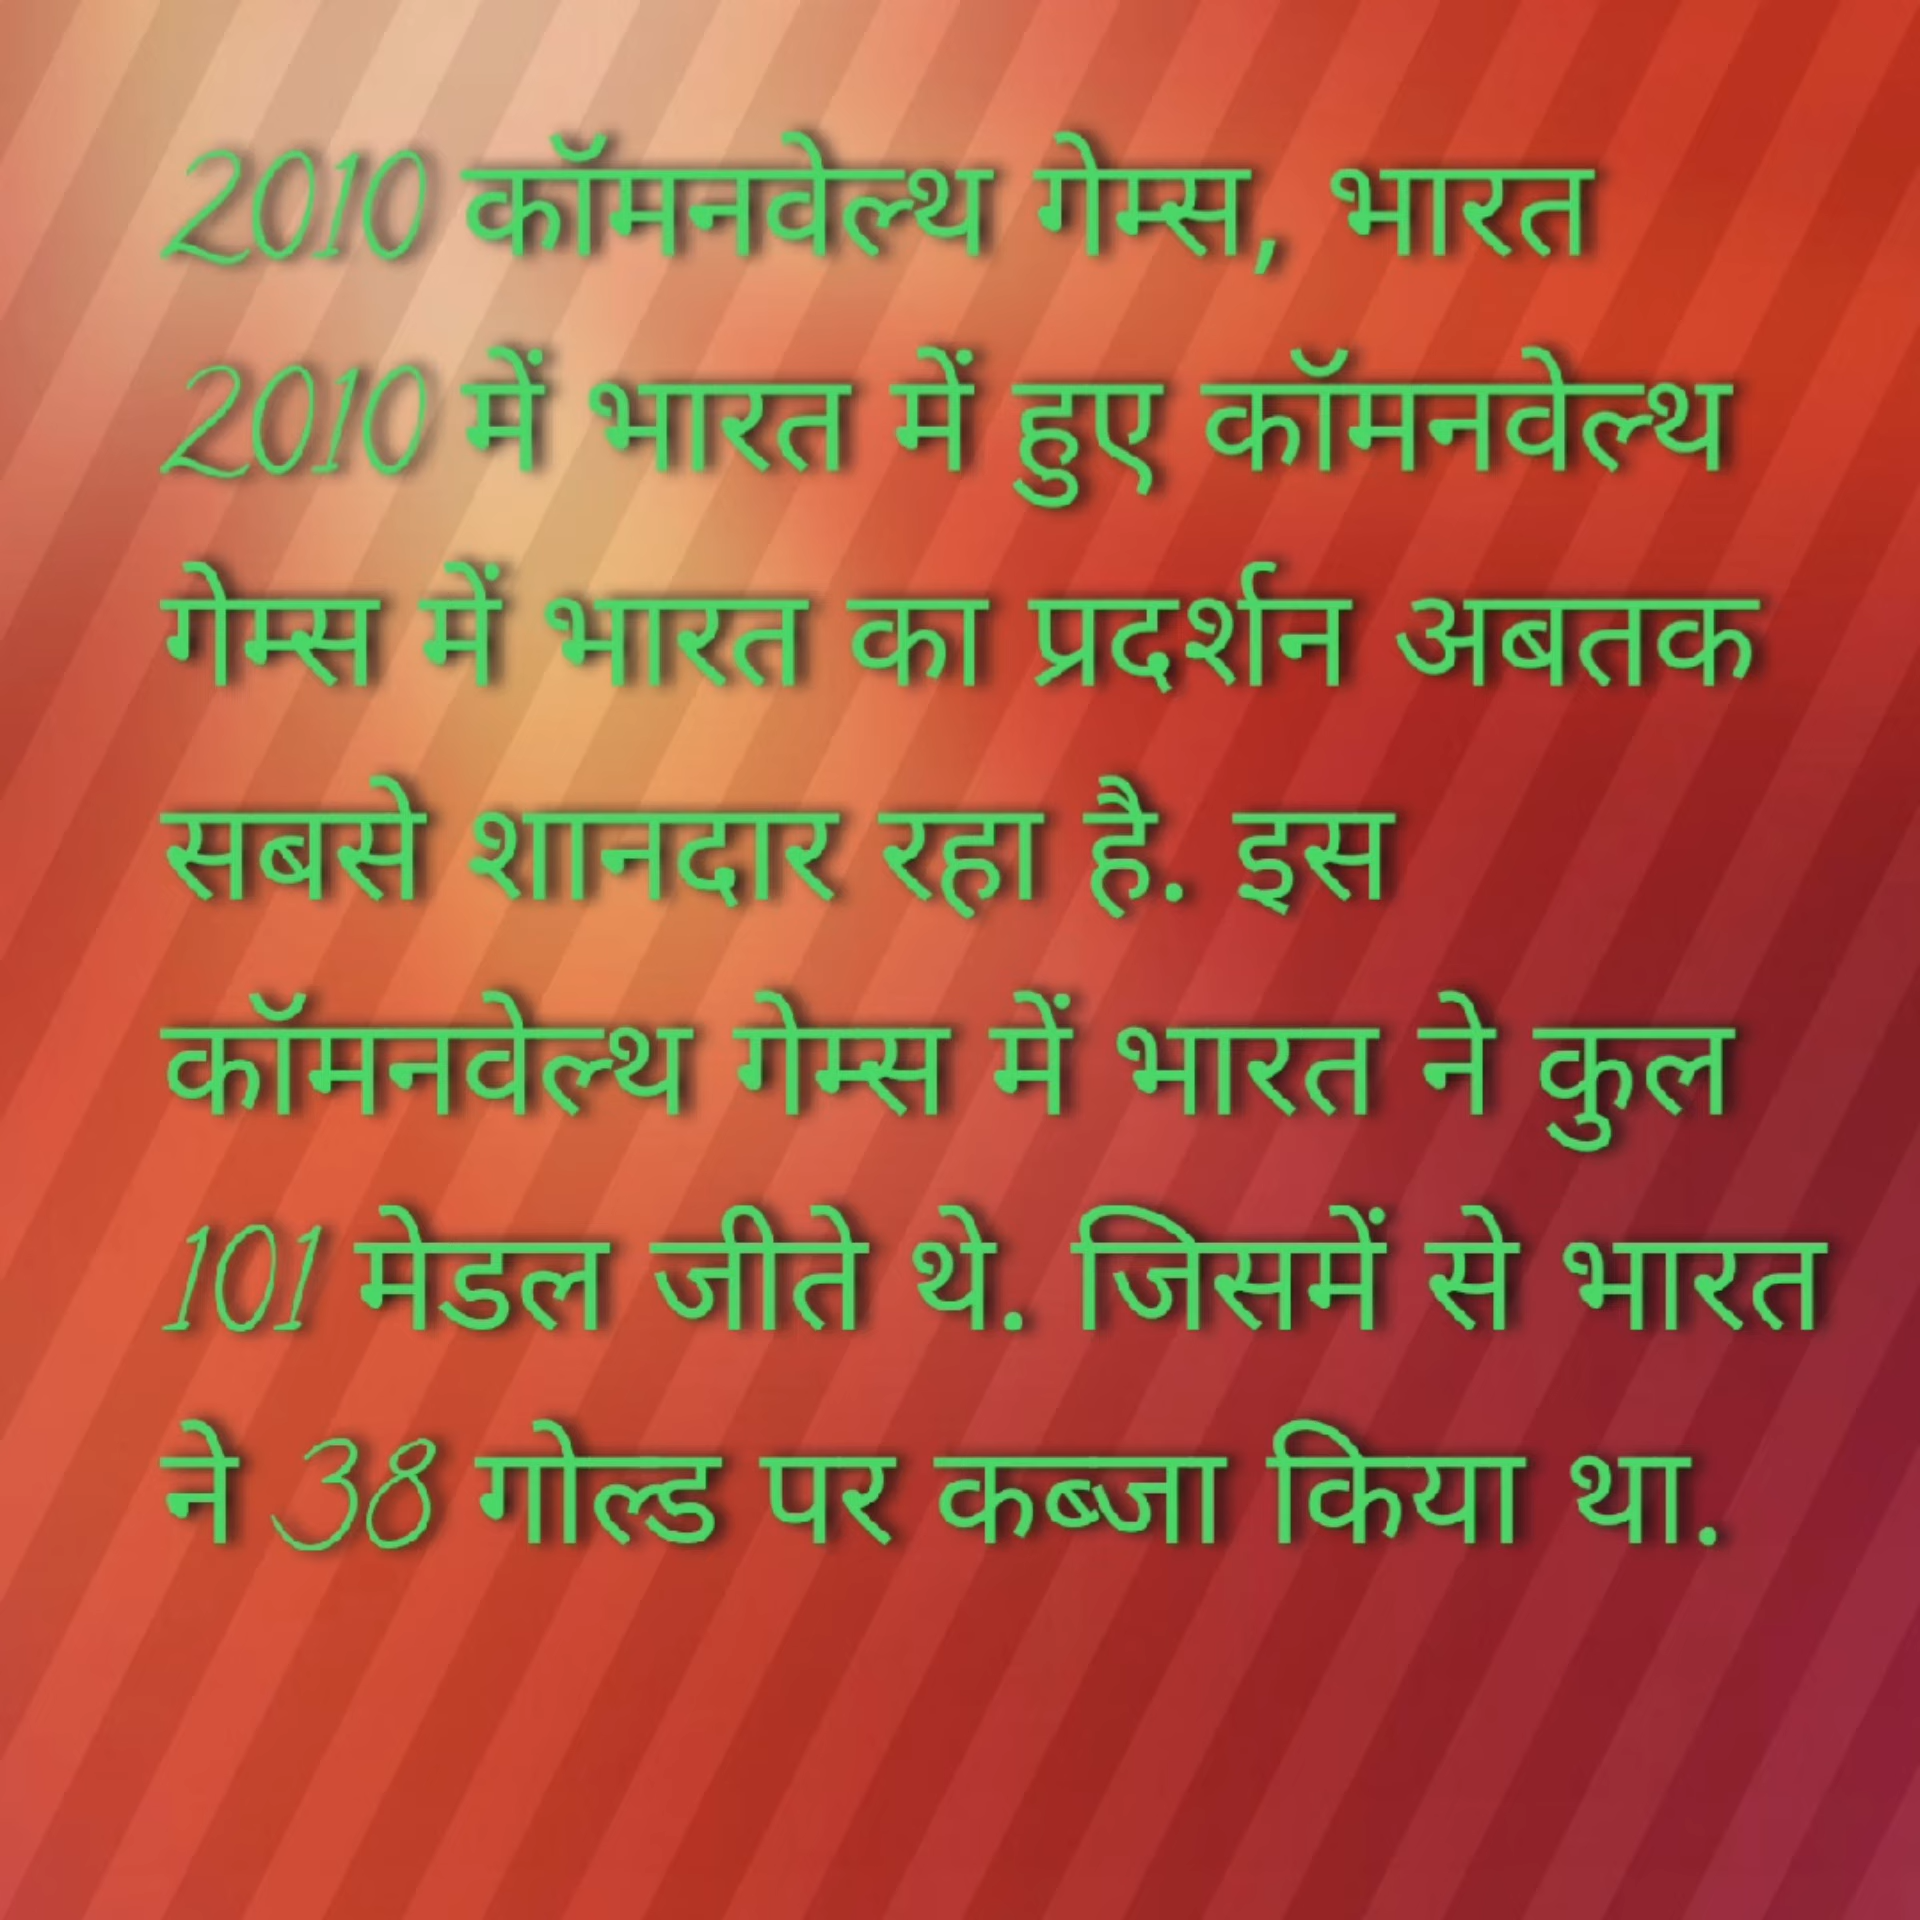 2010 कॉमनवेल्थ गेम्स, भारत
2010 में भारत में हुए कॉमनवेल्थ
गेम्स में भारत का प्रदर्शन अबतक
सबसे शानदार रहा है. इस
कॉमनवेल्थ गेम्स में भारत ने कुल
101 मेडल जीते थे. जिसमें से भारत
ने 38 गोल्ड पर कब्जा किया था.